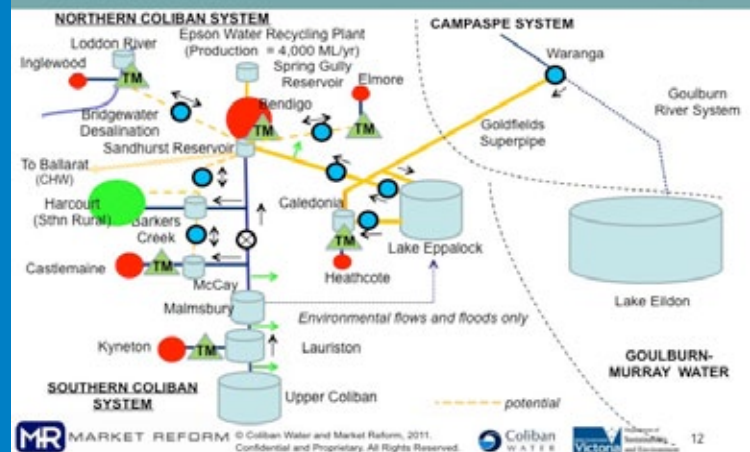 NORTHERN COLIBAN SYSTEM
CAMPASPE SYSTEM
Loddon River
Epson Water Recycling Plant
(Production = 4,000 ML/yr)
Inglewood
TM
Spring Gully
Reservoir
Elmore
Waranga
Bendigo
TM
TM
Bridgewater
Desalination
Sandhurst Reservoir
Goldfields
Superpipe
Goulburn
River System
To Ballarat
(CHW)
Harcourt
(Sthn Rural)
Barkers
Creek
Caledonia
TM
Lake Eppalock
Heathcote
Castlemaine
TM
McCay
Lake Eildon
Malmsbury
Environmental flows and floods only
Kyneton
TM
Lauriston
GOULBURN-
MURRAY WATER
SOUTHERN COLIBAN
SYSTEM
Upper Coliban
potential
MR MARKET REFORM
© Coliban Water and Market Reform, 2011.
Confidential and Proprietary. All Rights Reserved.
Coliban
WATER
Victoria
12